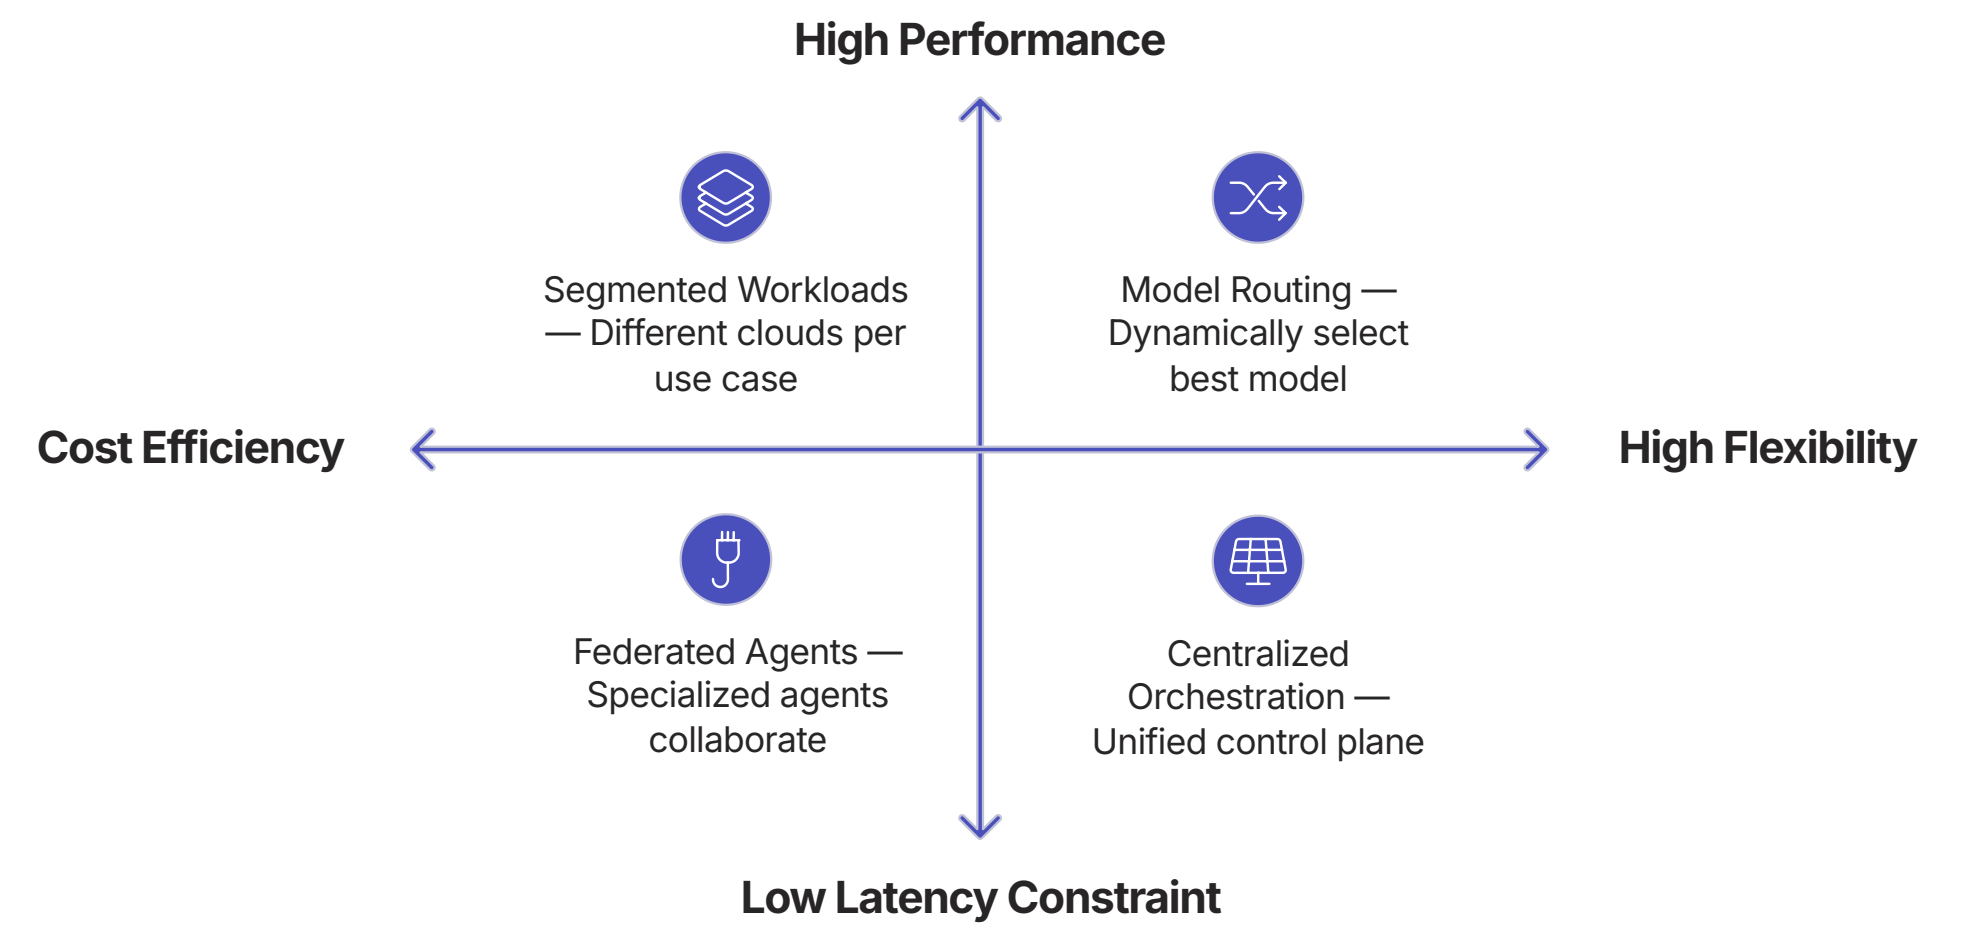 High Performance
Segmented Workloads
— Different clouds per
use case
Model Routing —
Dynamically select
best model
Cost Efficiency
High Flexibility
Federated Agents —
Specialized agents
collaborate
Centralized
Orchestration —
Unified control plane
Low Latency Constraint